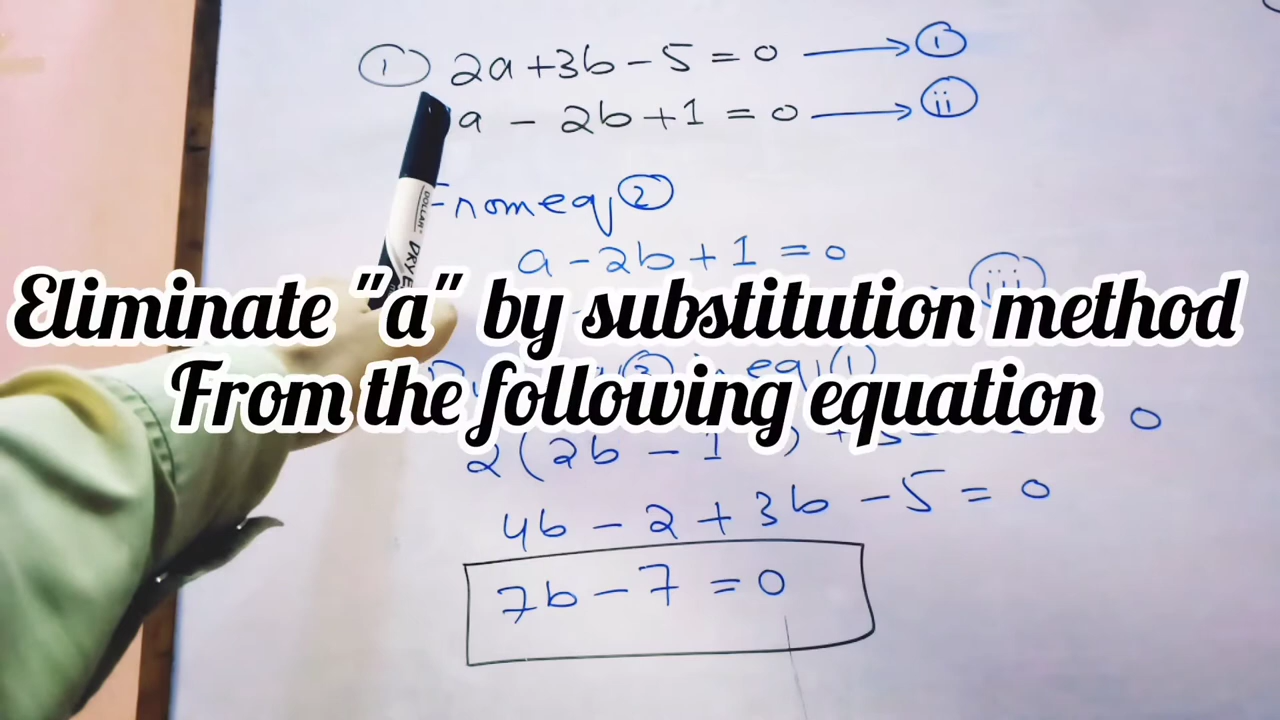 ① 2a + 3b - 5 = 0 → ⓘ
a - 2b + 1 = 0 → ⓘⓘ
From eq ②
a - 2b + 1 = 0
iii
Eliminate "a" by substitution method
From the following equation
eq (1)
2(2b - 1) + 3 0
4b - 2 + 3b - 5 = 0
7b - 7 = 0
DOLLAR
DRY E